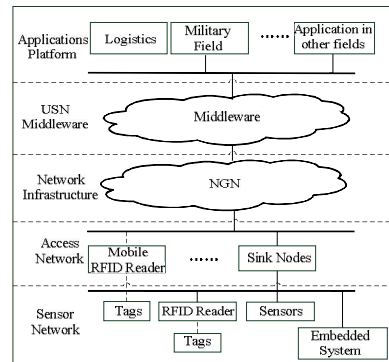 Applications
Platform
Logistics
Military
Field
Application in
other fields
USN
Middleware
Middleware
Network
Infrastructure
NGN
Access
Network
Mobile
RFID Reader
Sink Nodes
Sensor
Network
Tags
RFID Reader
Sensors
Tags
Embedded
System